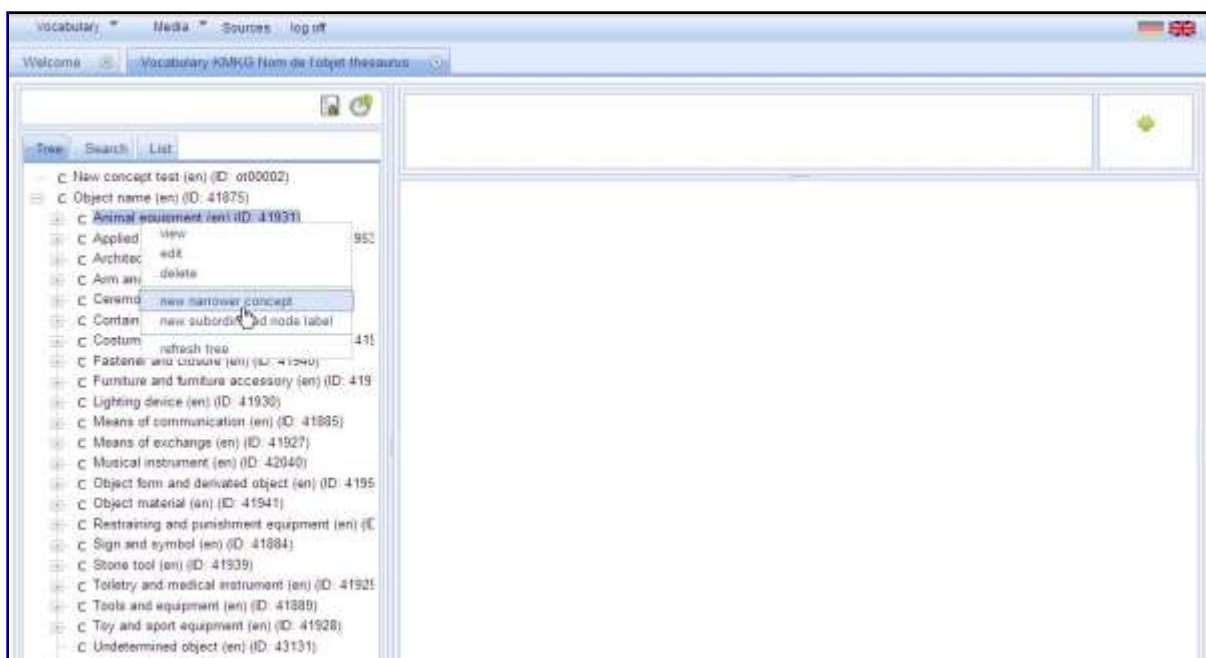 Vocabulary Media Sources log off
Welcome Vocabulary KMKG Nom de l'objet thesaurus
Tree Search List
C New concept test (en) (ID: ot00002)
C Object name (en) (ID: 41875)
C Animal equipment (en) (ID: 41931)
view
C Applied 952
edit
C Architec
delete
C Arm an
C Ceremo
new narrower concept
C Contain
new subordinated node label
C Costum 415
refresh tree
C Fastener and closure (en) (ID: 41940)
C Furniture and furniture accessory (en) (ID: 419
C Lighting device (en) (ID: 41930)
C Means of communication (en) (ID: 41885)
C Means of exchange (en) (ID: 41927)
C Musical instrument (en) (ID: 42040)
C Object form and derivated object (en) (ID: 4195
C Object material (en) (ID: 41941)
C Restraining and punishment equipment (en) (I
C Sign and symbol (en) (ID: 41884)
C Stone tool (en) (ID: 41939)
C Toiletry and medical instrument (en) (ID: 41925
C Tools and equipment (en) (ID: 41889)
C Toy and sport equipment (en) (ID: 41928)
C Undetermined object (en) (ID: 43131)